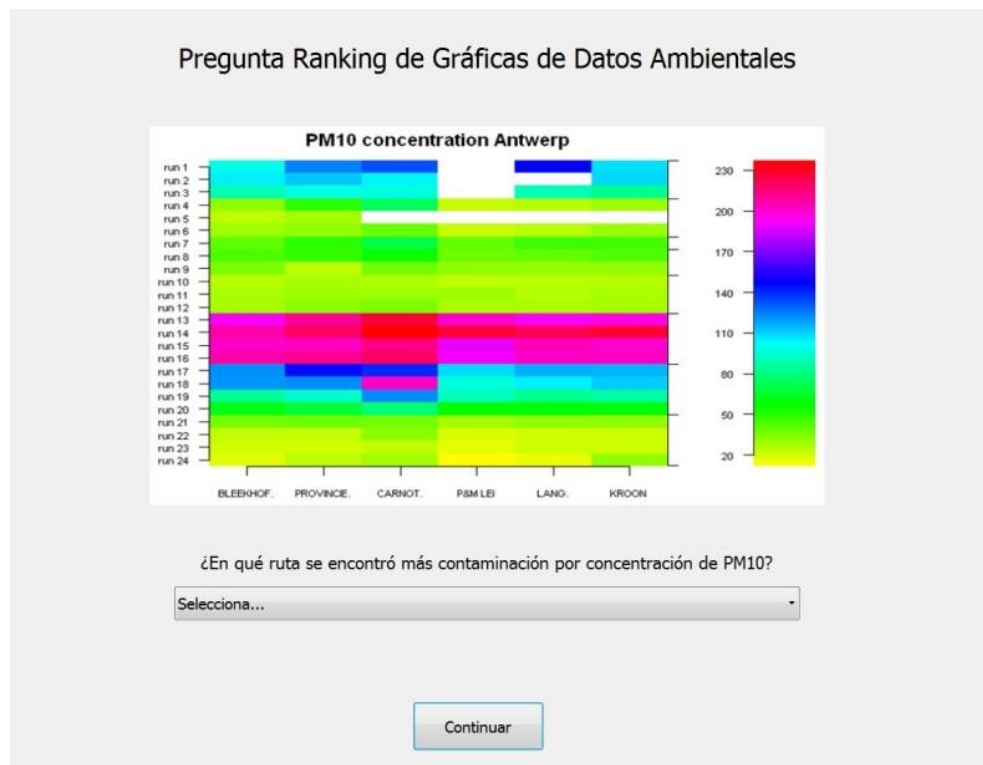 Pregunta Ranking de Gráficas de Datos Ambientales
PM10 concentration Antwerp
run 1
run 2
run 3
run 4
run 5
run 6
run 7
run 8
run 9
run 10
run 11
run 12
run 13
run 14
run 15
run 16
run 17
run 18
run 19
run 20
run 21
run 22
run 23
run 24
230
200
170
140
110
80
50
20
BLEEKHOF. PROVINCIE. CARNOT. P&M LEI LANG. KROON
¿En qué ruta se encontró más contaminación por concentración de PM10?
Selecciona...
Continuar